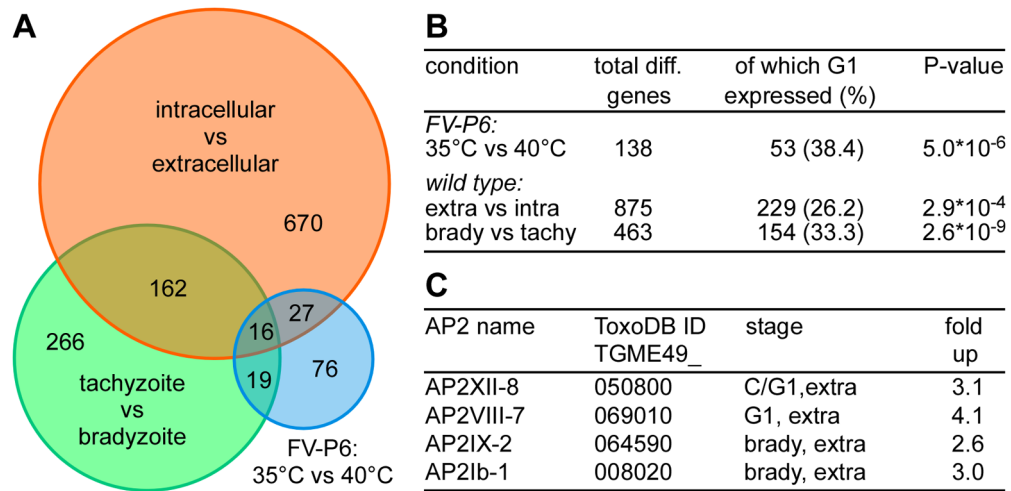 A
intracellular
vs
extracellular
670
162
27
16
266
19
76
tachyzoite
vs
bradyzoite
FV-P6:
35°C vs 40°C
B
condition total diff. of which G1 P-value
genes expressed (%)
FV-P6:
35°C vs 40°C 138 53 (38.4) 5.0*10-6
wild type:
extra vs intra 875 229 (26.2) 2.9*10-4
brady vs tachy 463 154 (33.3) 2.6*10-9
C
AP2 name ToxoDB ID stage fold
TGME49_ up
AP2XII-8 050800 C/G1,extra 3.1
AP2VIII-7 069010 G1, extra 4.1
AP2IX-2 064590 brady, extra 2.6
AP2Ib-1 008020 brady, extra 3.0